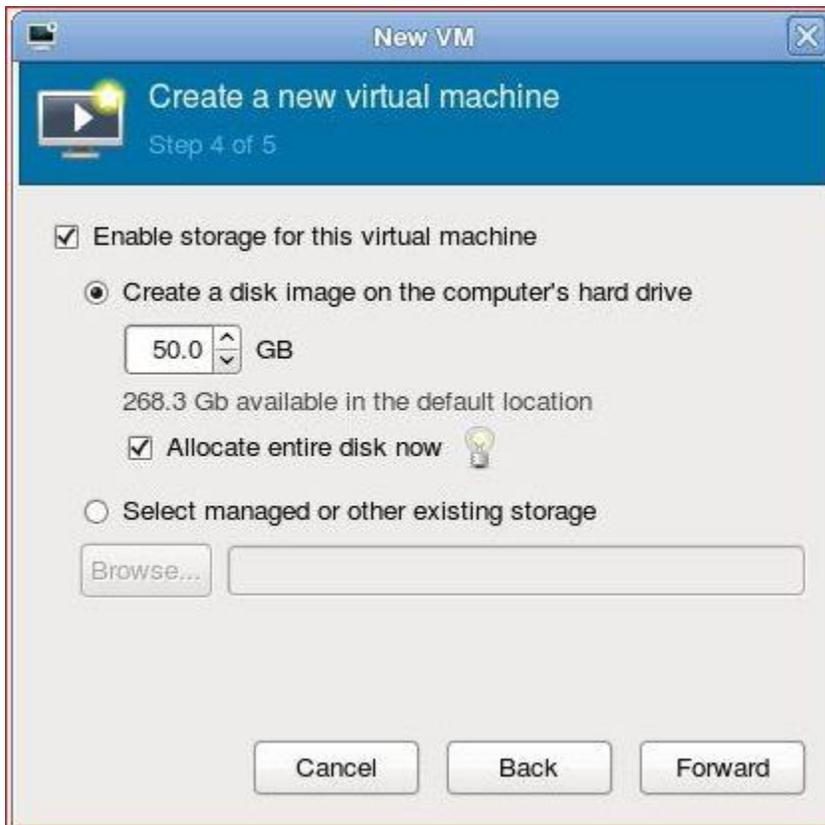 New VM
Create a new virtual machine
Step 4 of 5
Enable storage for this virtual machine
Create a disk image on the computer's hard drive
50.0 GB
268.3 Gb available in the default location
Allocate entire disk now
Select managed or other existing storage
Browse...
Cancel Back Forward